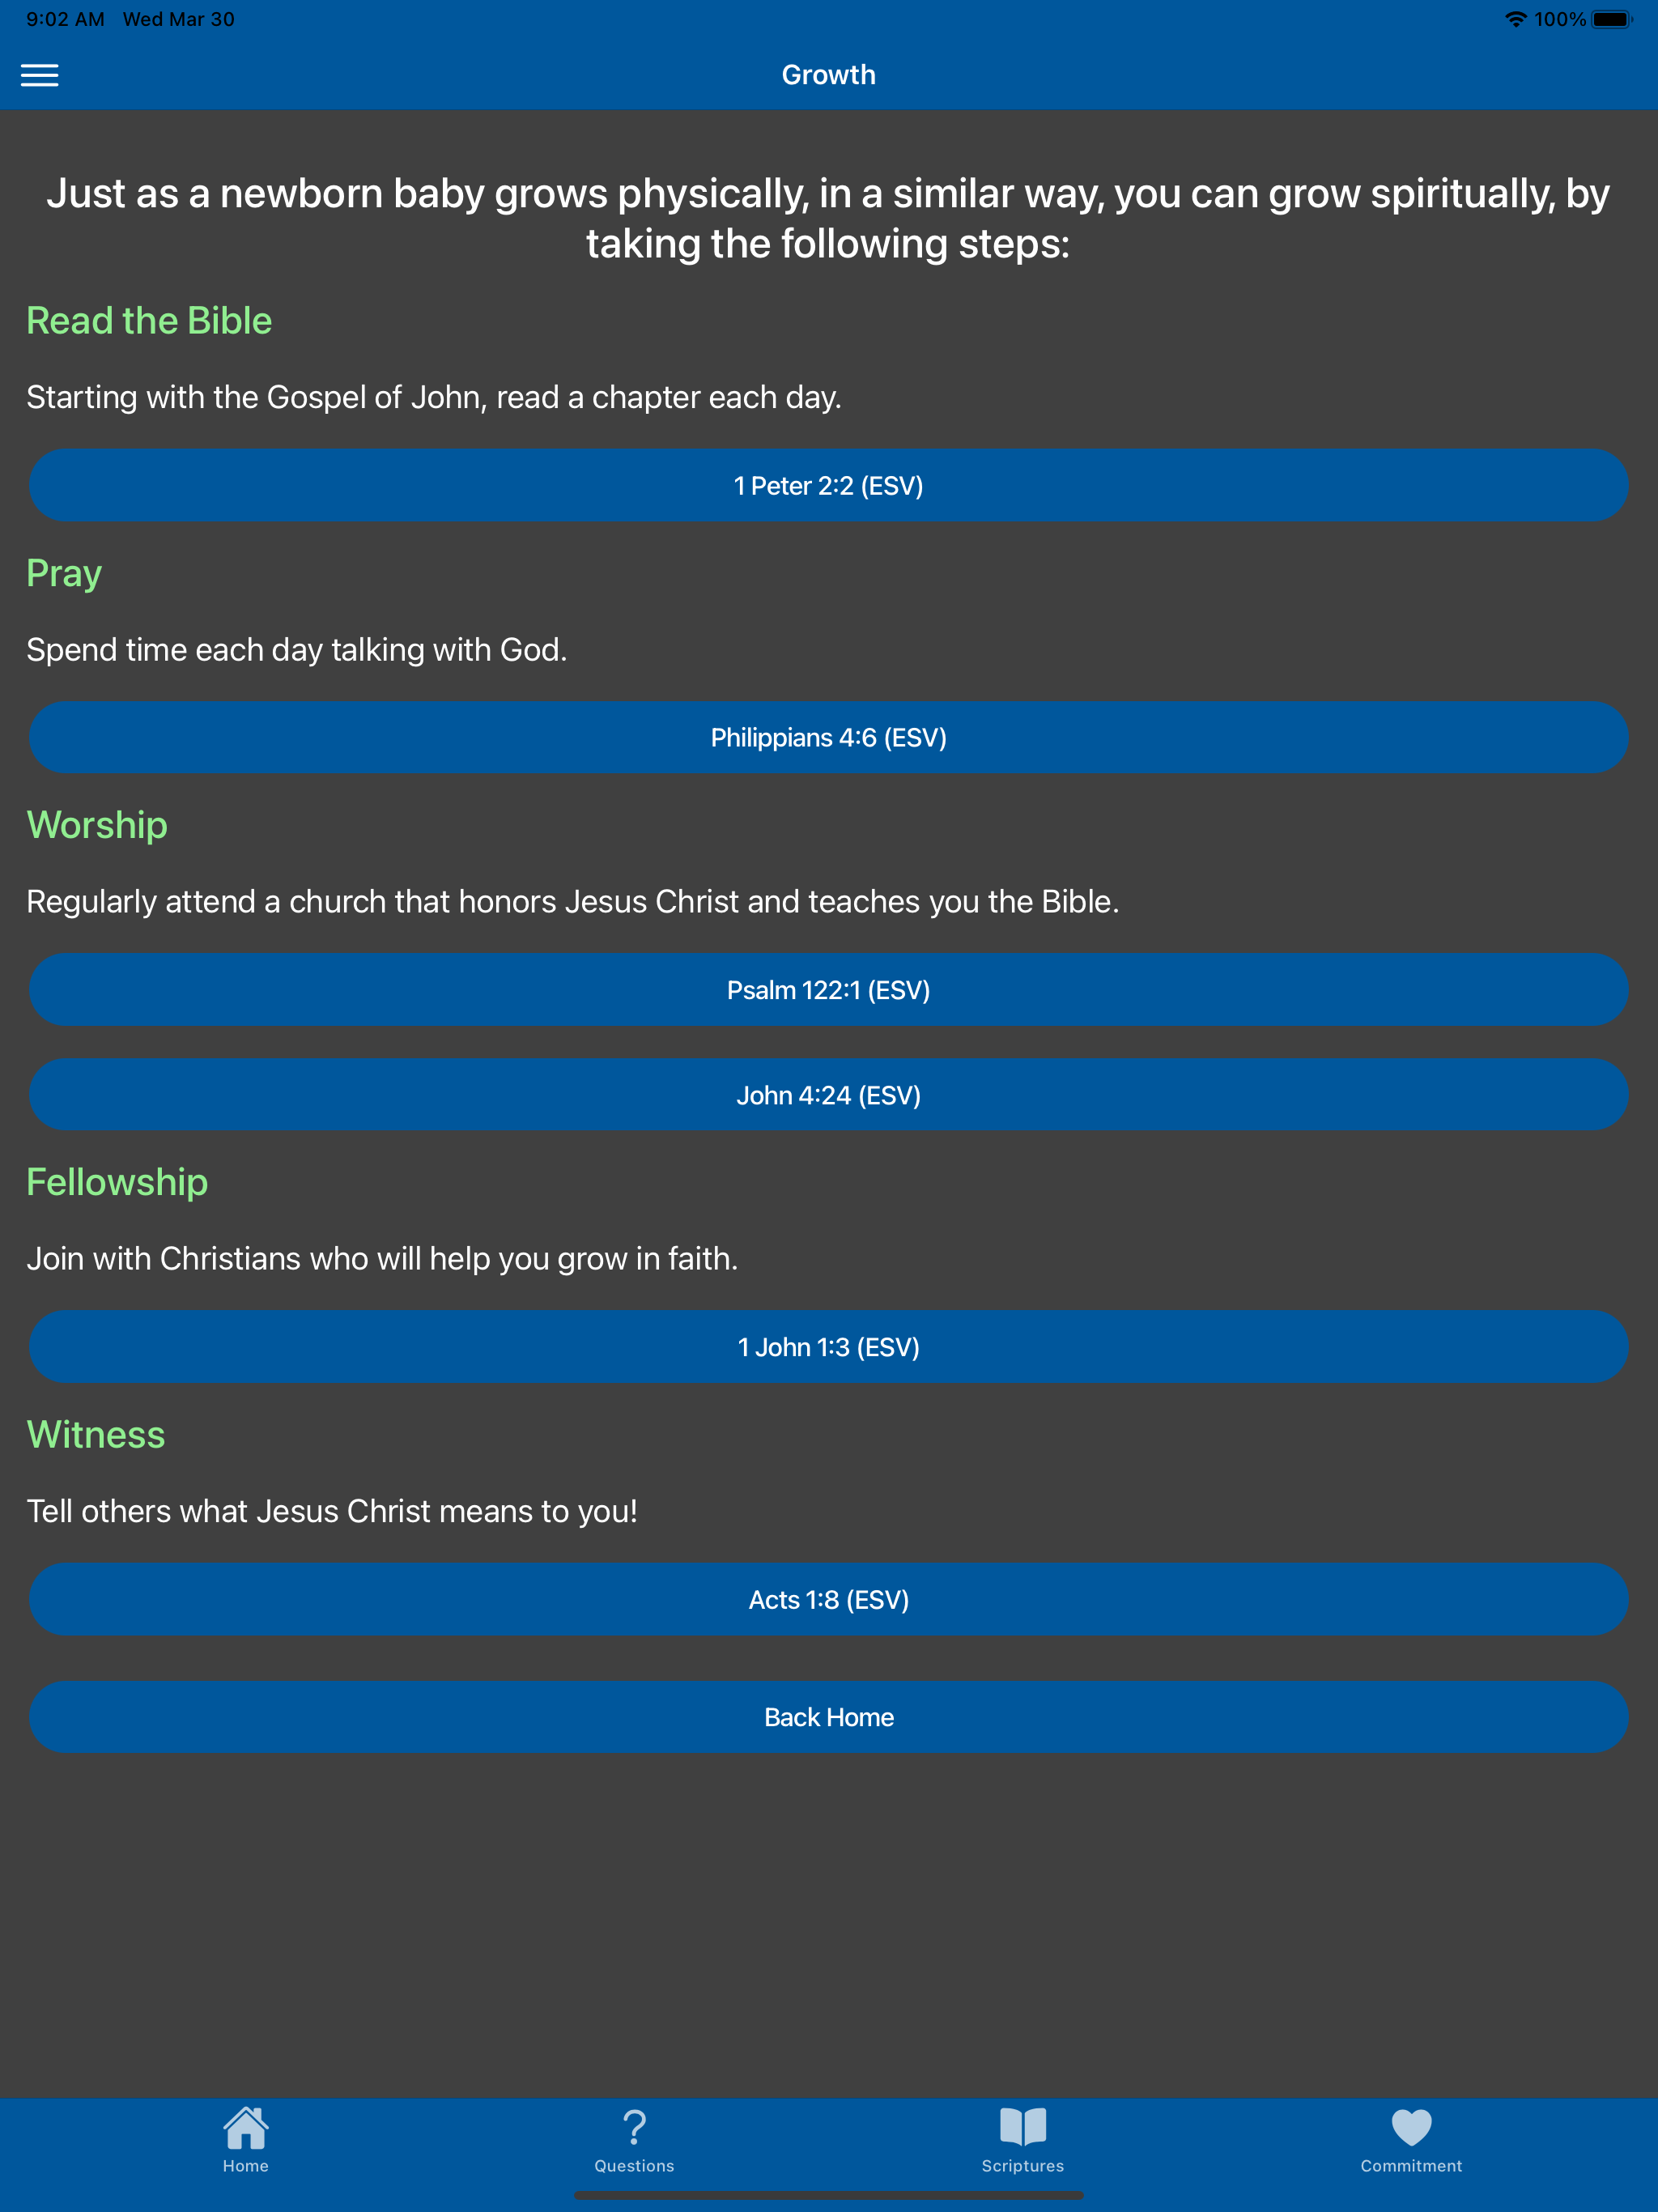 9:02 AM Wed Mar 30
100%
Growth
Just as a newborn baby grows physically, in a similar way, you can grow spiritually, by
taking the following steps:
Read the Bible
Starting with the Gospel of John, read a chapter each day.
1 Peter 2:2 (ESV)
Pray
Spend time each day talking with God.
Philippians 4:6 (ESV)
Worship
Regularly attend a church that honors Jesus Christ and teaches you the Bible.
Psalm 122:1 (ESV)
John 4:24 (ESV)
Fellowship
Join with Christians who will help you grow in faith.
1 John 1:3 (ESV)
Witness
Tell others what Jesus Christ means to you!
Acts 1:8 (ESV)
Back Home
Home
Questions
Scriptures
Commitment